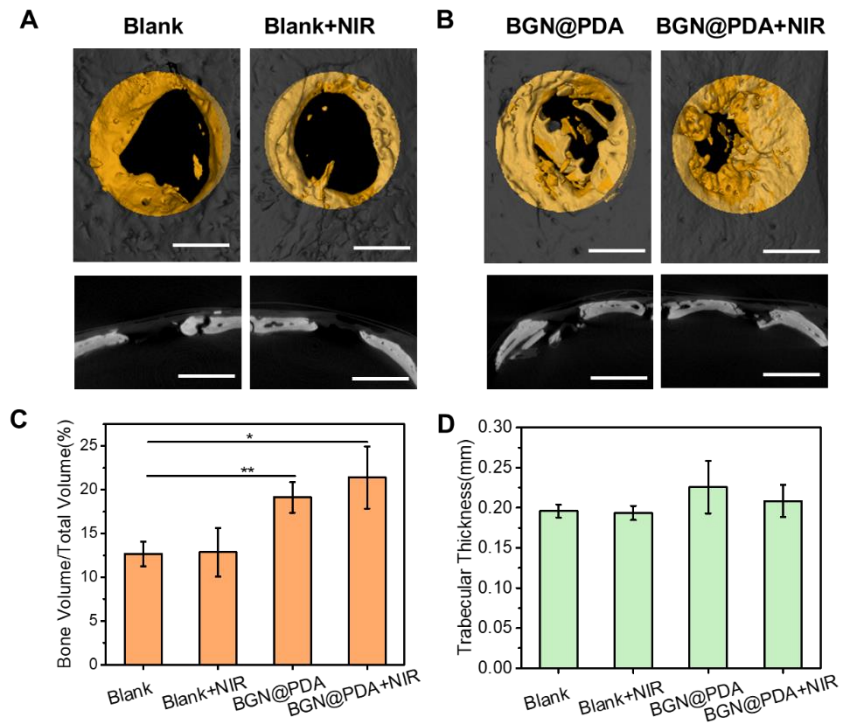 A
Blank
Blank+NIR
B
BGN@PDA
BGN@PDA+NIR
C
Bone Volume/Total Volume(%)
25
20
15
10
5
0
*
**
Blank
Blank+NIR
BGN@PDA
BGN@PDA+NIR
D
Trabecular Thickness(mm)
0.30
0.25
0.20
0.15
0.10
0.05
0.00
Blank
Blank+NIR
BGN@PDA
BGN@PDA+NIR